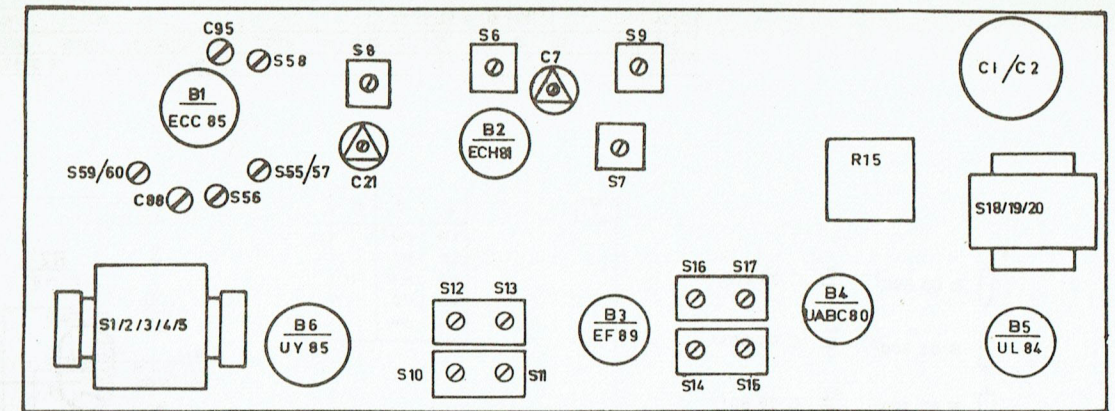 C95
S58
B1
ECC 85
S8
S6
C7
S9
C1/C2
B2
ECH81
S59/60
C88
S56
S55/57
C21
S7
R15
S18/19/20
S1/2/3/4/5
B6
UY 85
S12 S13
S10 S11
B3
EF 89
S16 S17
S14 S15
B4
UABC80
B5
UL 84